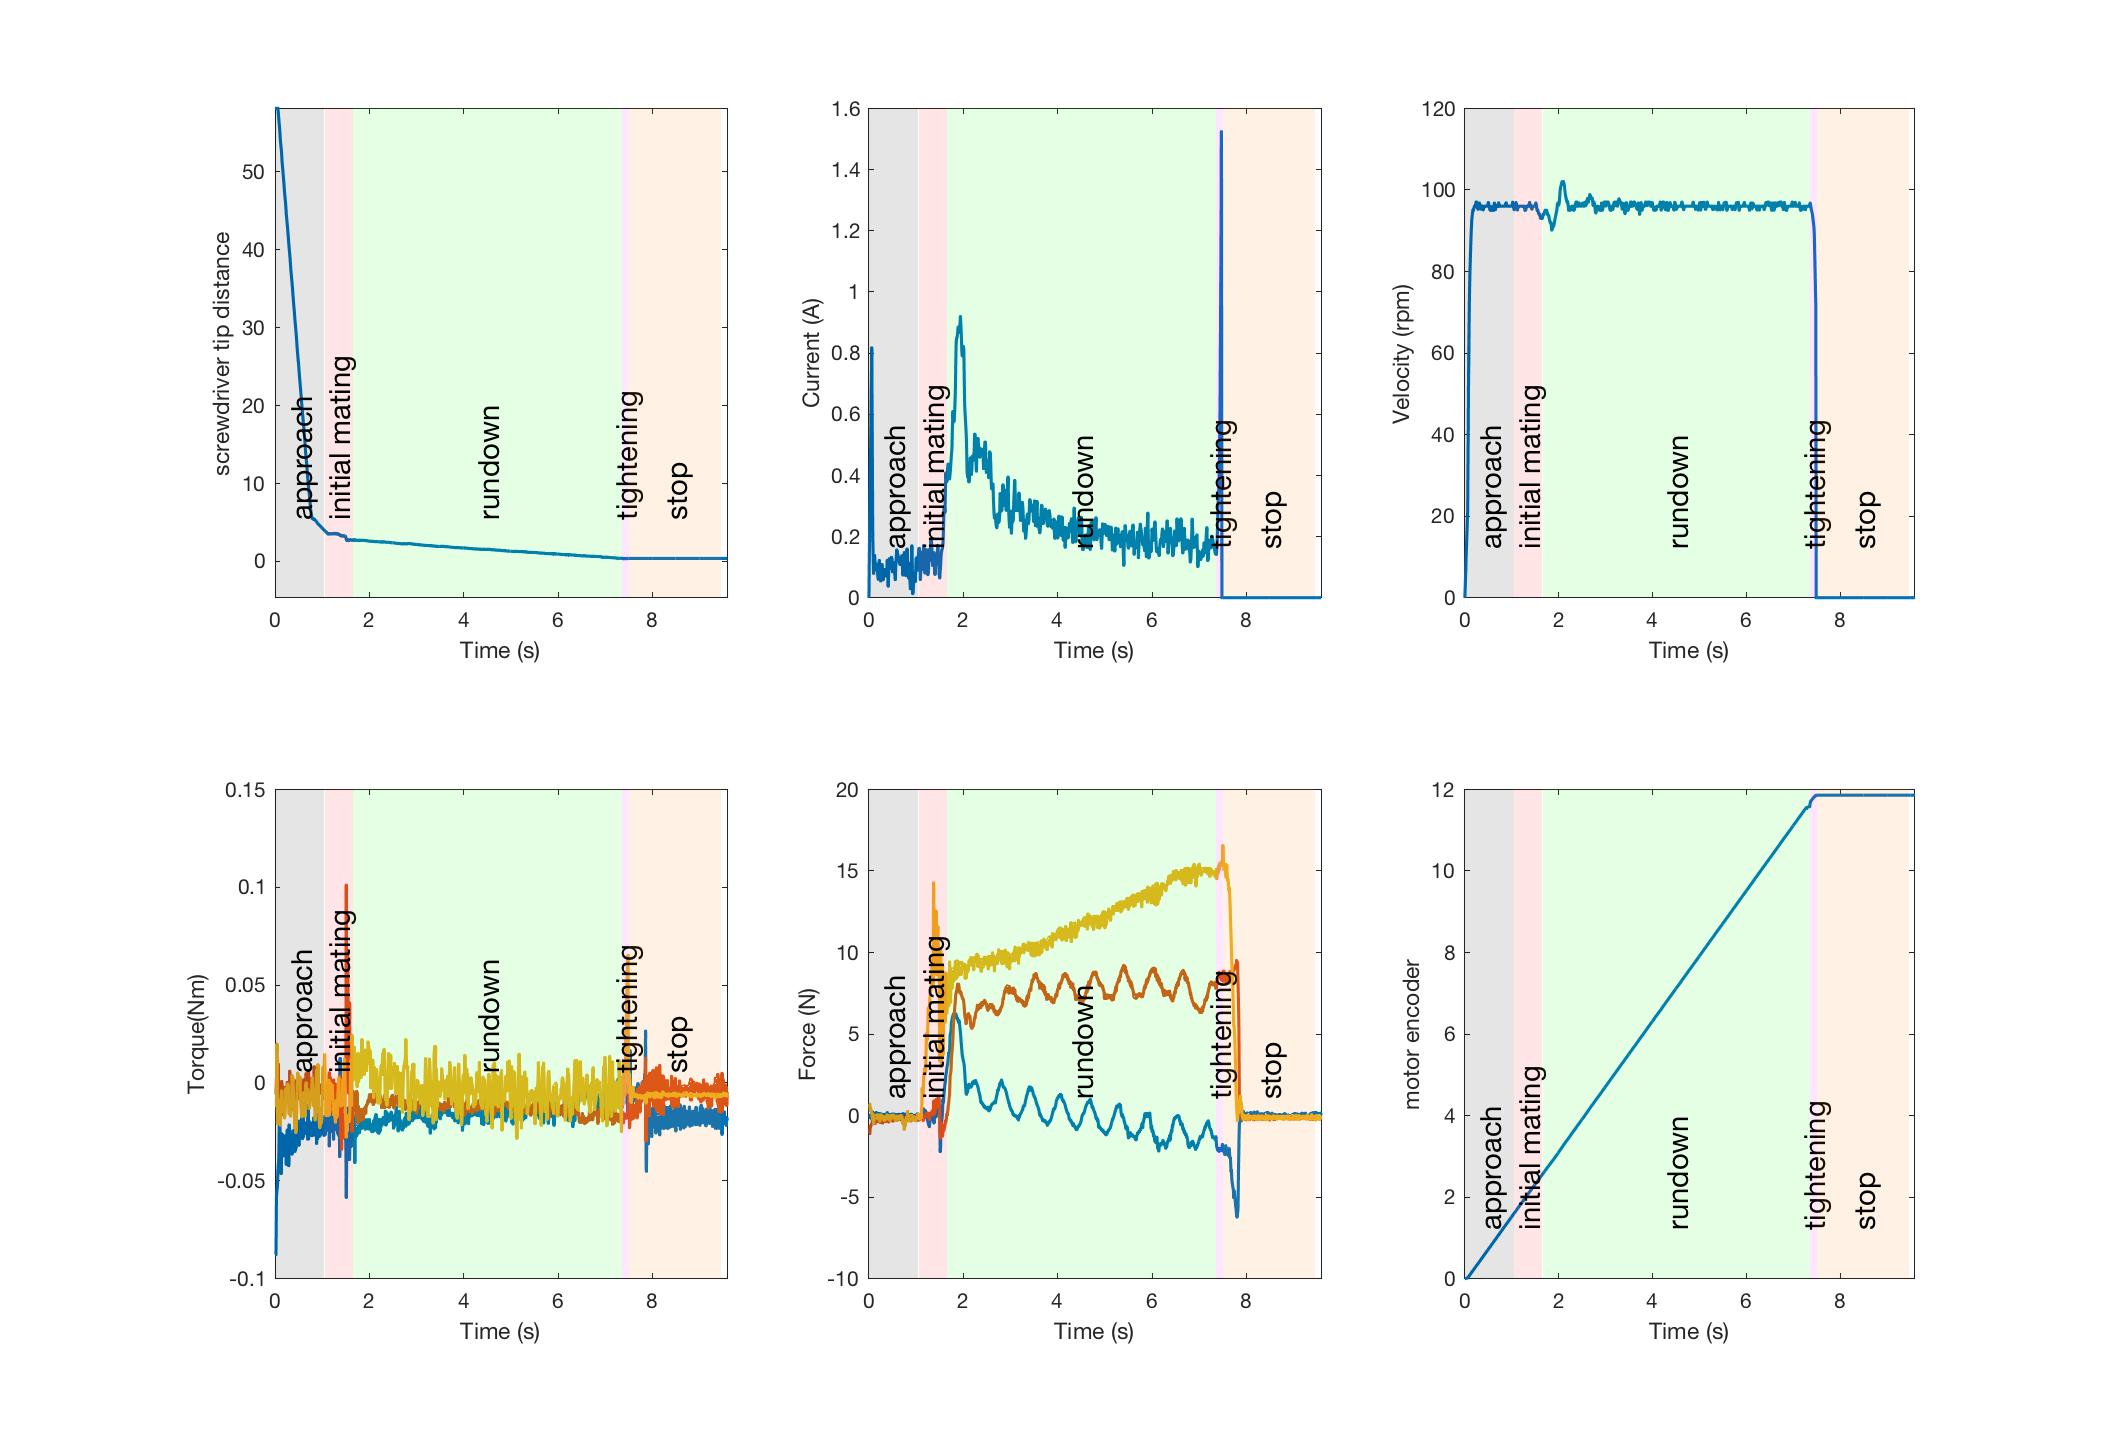 screwdriver tip distance
50
40
30
20
10
0
approach
initial mating
rundown
tightening
stop
0 2 4 6 8
Time (s)
Current (A)
1.6
1.4
1.2
1
0.8
0.6
0.4
0.2
0
approach
initial mating
rundown
tightening
stop
0 2 4 6 8
Time (s)
Velocity (rpm)
120
100
80
60
40
20
0
approach
initial mating
rundown
tightening
stop
0 2 4 6 8
Time (s)
Torque(Nm)
0.15
0.1
0.05
0
-0.05
-0.1
approach
initial mating
rundown
tightening
stop
0 2 4 6 8
Time (s)
Force (N)
20
15
10
5
0
-5
-10
approach
initial mating
rundown
tightening
stop
0 2 4 6 8
Time (s)
motor encoder
12
10
8
6
4
2
0
approach
initial mating
rundown
tightening
stop
0 2 4 6 8
Time (s)